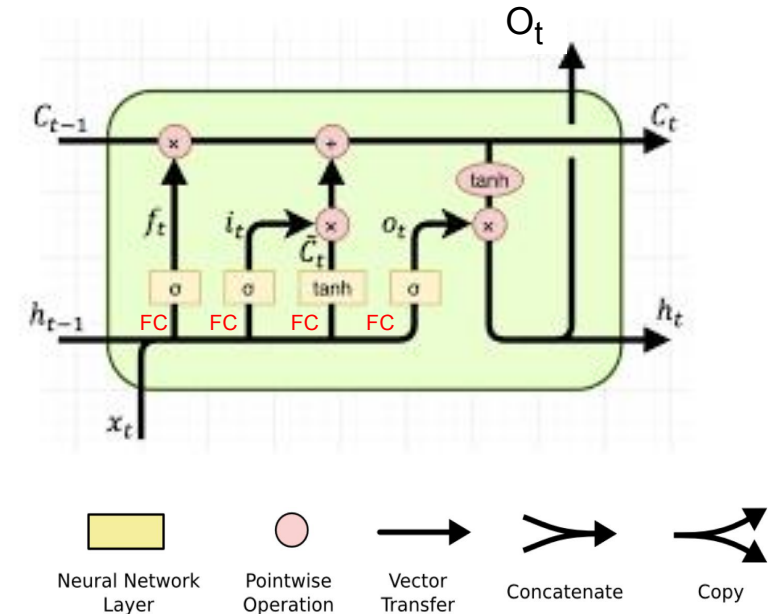 Oₜ
Cₜ₋₁
Cₜ
×
+
tanh
fₜ
iₜ
×
oₜ
×
C̃ₜ
σ
σ
tanh
σ
hₜ₋₁
FC
FC
FC
FC
hₜ
xₜ
Neural Network
Layer
Pointwise
Operation
Vector
Transfer
Concatenate
Copy